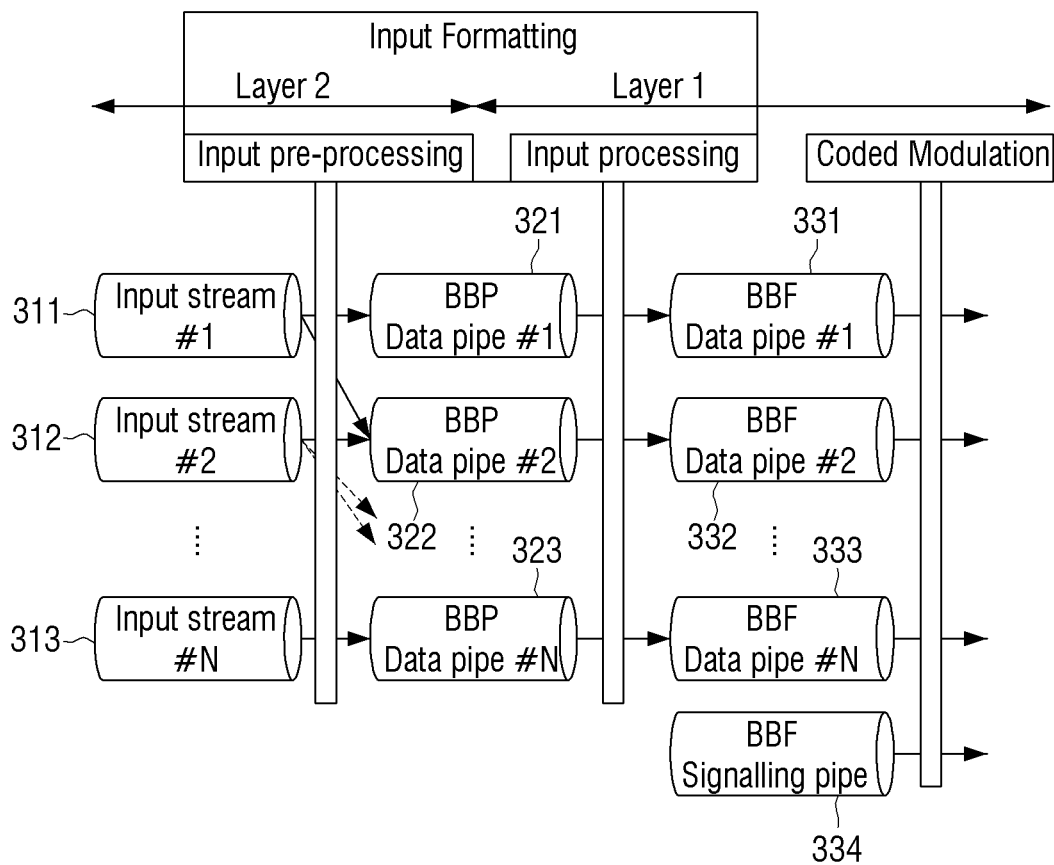 Input Formatting
Layer 2
Layer 1
Input pre-processing
Input processing
Coded Modulation
321
331
311
Input stream
#1
BBP
Data pipe #1
BBF
Data pipe #1
312
Input stream
#2
BBP
Data pipe #2
BBF
Data pipe #2
322
332
323
333
313
Input stream
#N
BBP
Data pipe #N
BBF
Data pipe #N
BBF
Signalling pipe
334